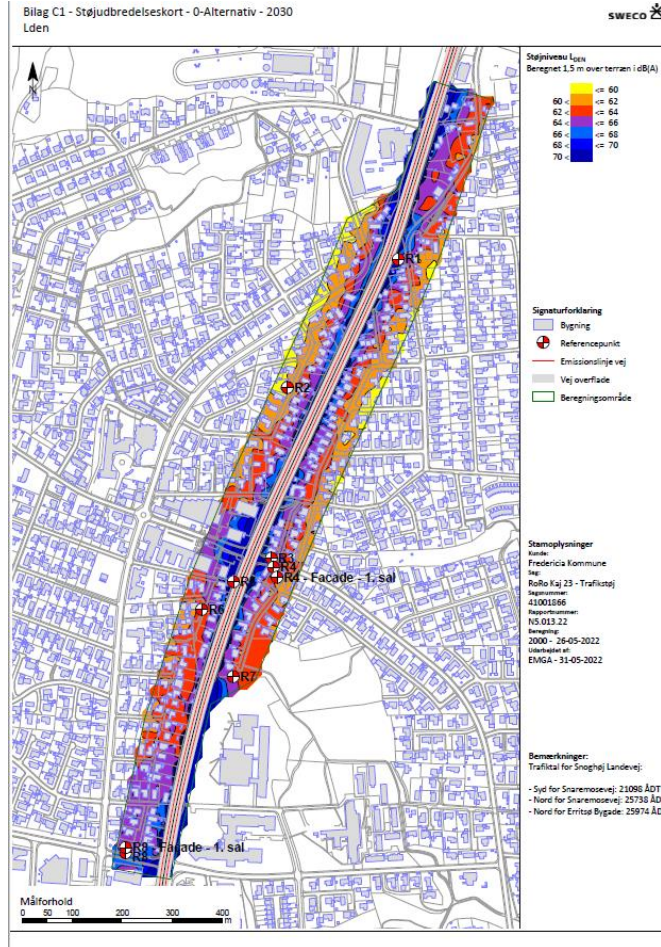 Bilag C1 - Støjudbredelseskort - 0-Alternativ - 2030
Lden
SWECO
Støjniveau LDEN
Beregnet 1,5 m over terræn i dB(A)
<= 60
60 < <= 62
62 < <= 64
64 < <= 66
66 < <= 68
68 < <= 70
70 <
N
R1
R2
R3
R4
R4 - Facade - 1. sal
R6
R7
R9 - Facade - 1. sal
R8
Signaturforklaring
Bygning
Referencepunkt
Emissionslinje vej
Vej overflade
Beregningsområde
Stamoplysninger
Kunde:
Fredericia Kommune
Sag:
RoRo Kaj 23 - Trafikstøj
Sagsnummer:
41001866
Rapportnummer:
N5.013.22
Beregning:
2000 - 26-05-2022
Udarbejdet af:
EMGA - 31-05-2022
Bemærkninger:
Trafiktal for Snoghøj Landevej:
- Syd for Snaremosevej: 21098 ÅDT
- Nord for Snaremosevej: 25738 ÅD
- Nord for Erritsø Bygade: 25974 ÅD
Målforhold
0 50 100 200 300 400
m